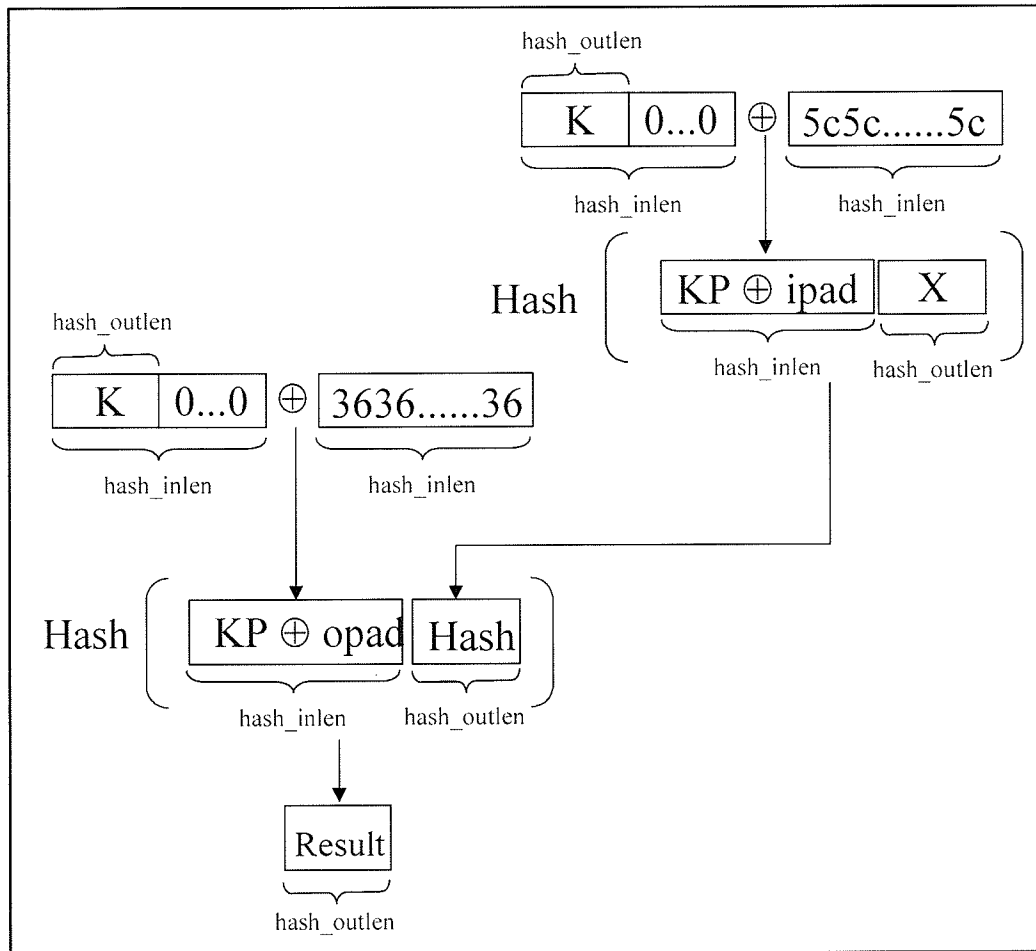 hash_outlen
K 0...0 ⊕ 5c5c......5c
hash_inlen hash_inlen
Hash ( KP ⊕ ipad X )
hash_inlen hash_outlen
hash_outlen
K 0...0 ⊕ 3636......36
hash_inlen hash_inlen
Hash ( KP ⊕ opad Hash )
hash_inlen hash_outlen
Result
hash_outlen